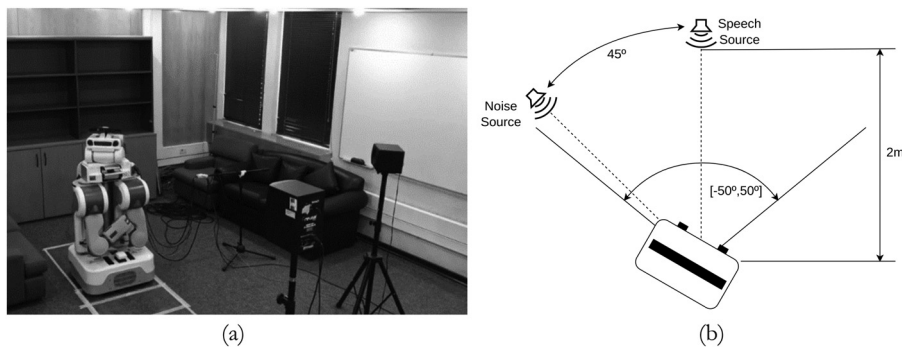 Speech
Source
45º
Noise
Source
2m
[-50º,50º]
(a)
(b)